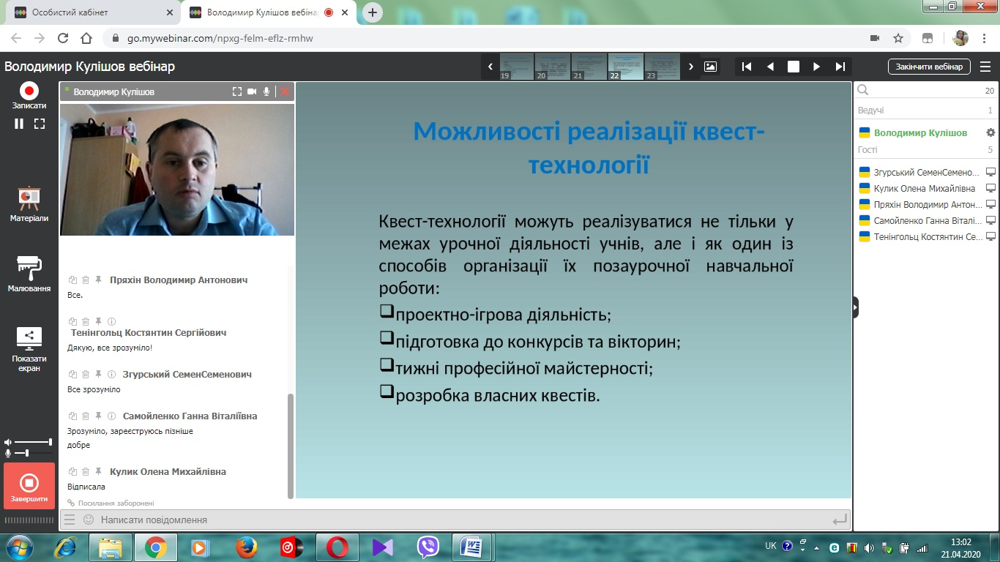 Особистий кабінет
Володимир Кулішов вебіна
go.mywebinar.com/npxg-felm-eflz-rmhw
Володимир Кулішов вебінар
19
20
21
22
23
Закінчити вебінар
Записати
Матеріали
Малювання
Показати
екран
Завершити
Володимир Кулішов
Пряхін Володимир Антонович
Все.
Тенінгольц Костянтин Сергійович
Дякую, все зрозуміло!
Згурський СеменСеменович
Все зрозуміло
Самойленко Ганна Віталіївна
Зрозуміло, зареєструюсь пізніше
добре
Кулик Олена Михайлівна
Відписала
Посилання заборонені
Написати повідомлення
Можливості реалізації квест-
технології
Квест-технології можуть реалізуватися не тільки у
межах урочної діяльності учнів, але і як один із
способів організації їх позаурочної навчальної
роботи:
проектно-ігрова діяльність;
підготовка до конкурсів та вікторин;
тижні професійної майстерності;
розробка власних квестів.
20
Ведучі 1
Володимир Кулішов
Гості 5
Згурський СеменСемено...
Кулик Олена Михайлівна
Пряхін Володимир Антон...
Самойленко Ганна Віталі...
Тенінгольц Костянтин Се...
UK
13:02
21.04.2020